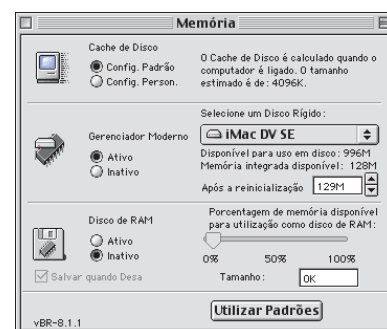 Memória
Cache de Disco
Config. Padrão
Config. Person.
O Cache de Disco é calculado quando o
computador é ligado. O tamanho
estimado é de: 4096K.
Selecione um Disco Rígido:
iMac DV SE
Gerenciador Moderno
Ativo
Inativo
Disponível para uso em disco: 996M
Memória integrada disponível: 128M
Após a reinicialização 129M
Disco de RAM
Ativo
Inativo
Salvar quando Desa
Porcentagem de memória disponível
para utilização como disco de RAM:
0% 50% 100%
Tamanho: 0K
Utilizar Padrões
vBR-8.1.1